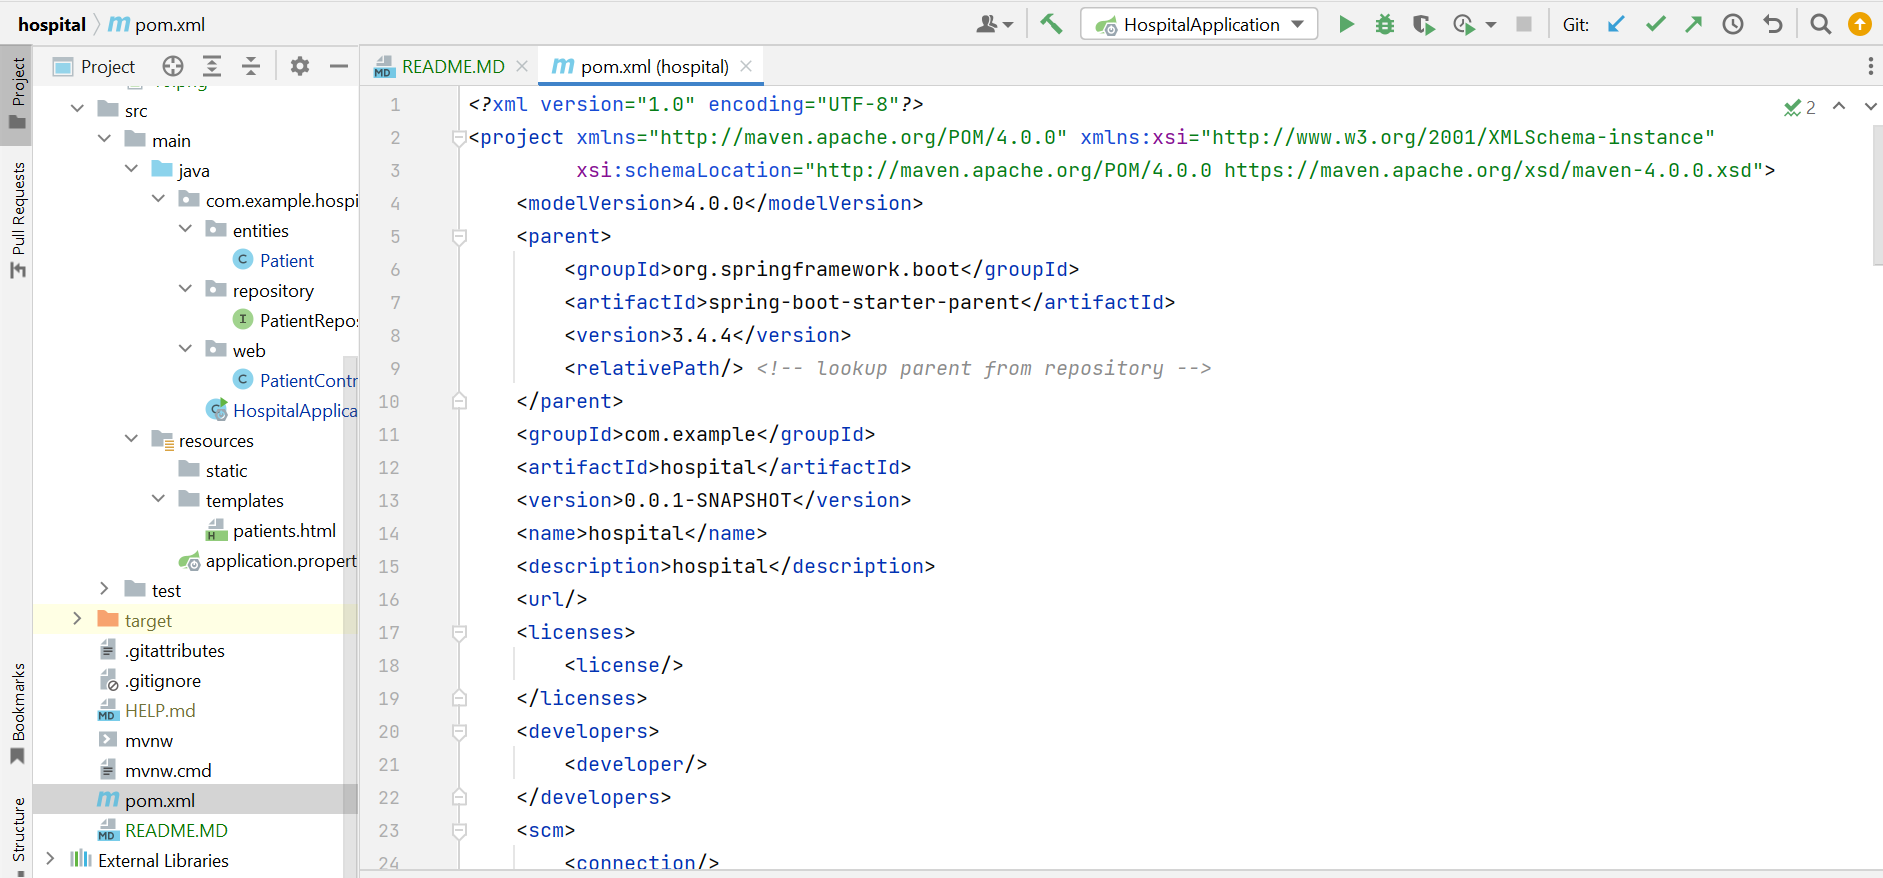 hospital
pom.xml
HospitalApplication
Git:
Project
README.MD
pom.xml (hospital)
Project
Pull Requests
Bookmarks
Structure
src
main
java
com.example.hospi
entities
Patient
repository
PatientRepos
web
PatientContr
HospitalApplica
resources
static
templates
patients.html
application.propert
test
target
.gitattributes
.gitignore
HELP.md
mvnw
mvnw.cmd
pom.xml
README.MD
External Libraries
2
1 <?xml version="1.0" encoding="UTF-8"?>
2 <project xmlns="http://maven.apache.org/POM/4.0.0" xmlns:xsi="http://www.w3.org/2001/XMLSchema-instance"
3 xsi:schemaLocation="http://maven.apache.org/POM/4.0.0 https://maven.apache.org/xsd/maven-4.0.0.xsd">
4 <modelVersion>4.0.0</modelVersion>
5 <parent>
6 <groupId>org.springframework.boot</groupId>
7 <artifactId>spring-boot-starter-parent</artifactId>
8 <version>3.4.4</version>
9 <relativePath/> <!-- lookup parent from repository -->
10 </parent>
11 <groupId>com.example</groupId>
12 <artifactId>hospital</artifactId>
13 <version>0.0.1-SNAPSHOT</version>
14 <name>hospital</name>
15 <description>hospital</description>
16 <url/>
17 <licenses>
18 <license/>
19 </licenses>
20 <developers>
21 <developer/>
22 </developers>
23 <scm>
24 <connection/>